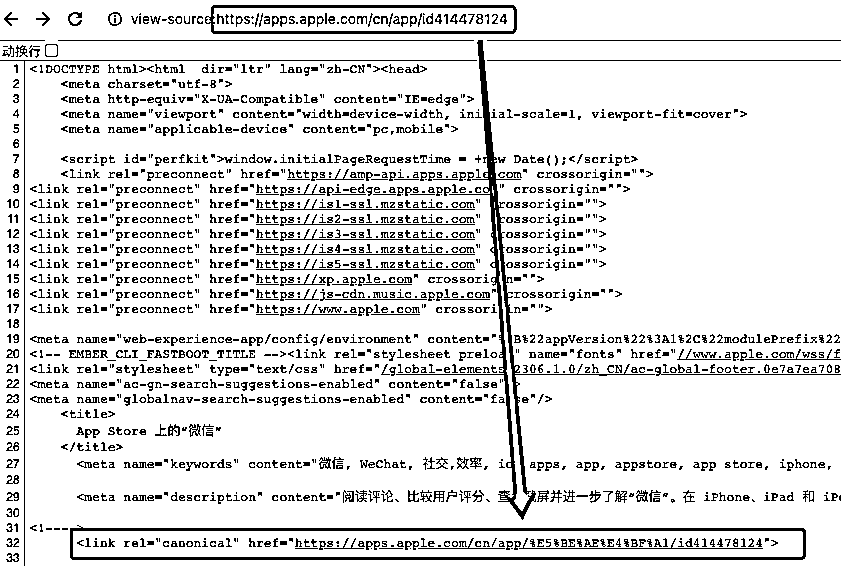 view-source:https://apps.apple.com/cn/app/id414478124
动换行
1 <!DOCTYPE html><html dir="ltr" lang="zh-CN"><head>
2 <meta charset="utf-8">
3 <meta http-equiv="X-UA-Compatible" content="IE=edge">
4 <meta name="viewport" content="width=device-width, initial-scale=1, viewport-fit=cover">
5 <meta name="applicable-device" content="pc,mobile">
6
7 <script id="perfkit">window.initialPageRequestTime = +new Date();</script>
8 <link rel="preconnect" href="https://amp-api.apps.apple.com" crossorigin="">
9 <link rel="preconnect" href="https://api-edge.apps.apple.com" crossorigin="">
10 <link rel="preconnect" href="https://is1-ssl.mzstatic.com" crossorigin="">
11 <link rel="preconnect" href="https://is2-ssl.mzstatic.com" crossorigin="">
12 <link rel="preconnect" href="https://is3-ssl.mzstatic.com" crossorigin="">
13 <link rel="preconnect" href="https://is4-ssl.mzstatic.com" crossorigin="">
14 <link rel="preconnect" href="https://is5-ssl.mzstatic.com" crossorigin="">
15 <link rel="preconnect" href="https://xp.apple.com" crossorigin="">
16 <link rel="preconnect" href="https://js-cdn.music.apple.com" crossorigin="">
17 <link rel="preconnect" href="https://www.apple.com" crossorigin="">
18
19 <meta name="web-experience-app/config/environment" content="%7B%22appVersion%22%3A1%2C%22modulePrefix%22
20 <!-- EMBER_CLI_FASTBOOT_TITLE --><link rel="stylesheet preload" name="fonts" href="//www.apple.com/wss/f
21 <link rel="stylesheet" type="text/css" href="/global-elements/2306.1.0/zh_CN/ac-global-footer.0e7a7ea708
22 <meta name="ac-gn-search-suggestions-enabled" content="false"/>
23 <meta name="globalnav-search-suggestions-enabled" content="false"/>
24 <title>
25 App Store 上的“微信”
26 </title>
27 <meta name="keywords" content="微信, WeChat, 社交,效率, ios apps, app, appstore, app store, iphone,
28
29 <meta name="description" content="阅读评论、比较用户评分、查看截屏并进一步了解“微信”。在 iPhone、iPad 和 iPo
30
31 <!---->
32 <link rel="canonical" href="https://apps.apple.com/cn/app/%E5%BE%AE%E4%BF%A1/id414478124">
33